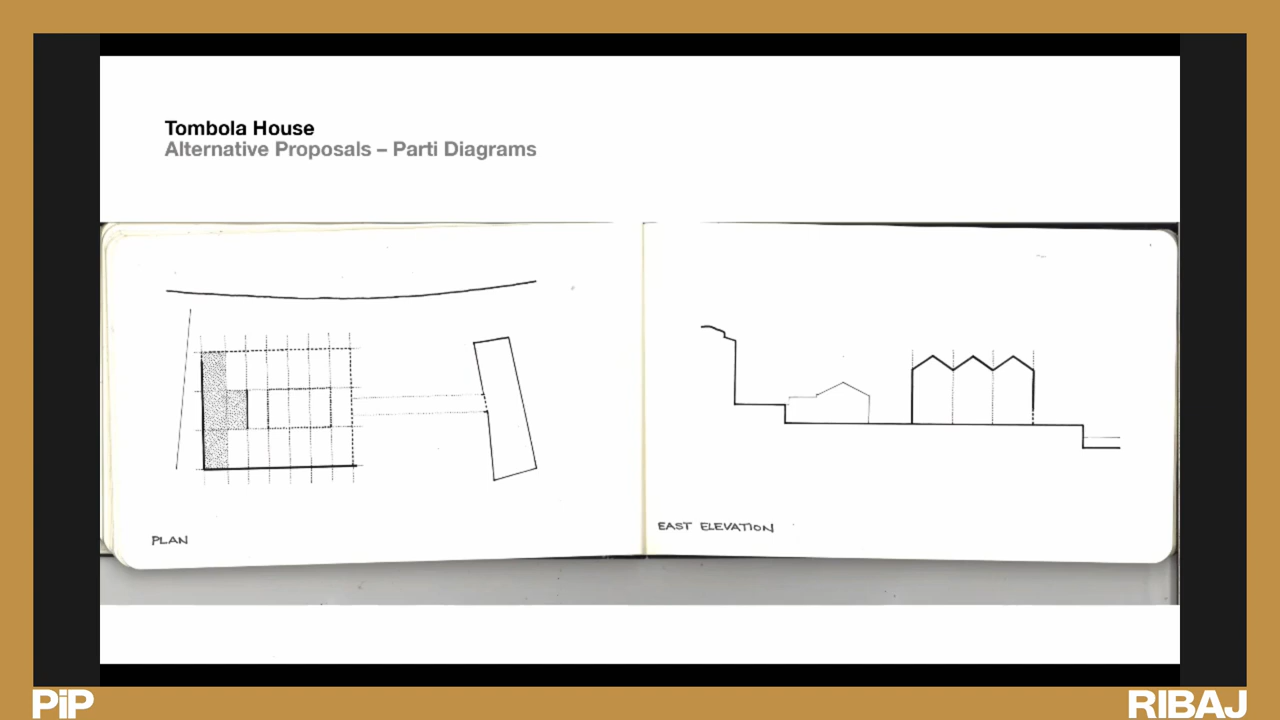 Tombola House
Alternative Proposals – Parti Diagrams
PLAN
EAST ELEVATION
PiP
RIBAJ